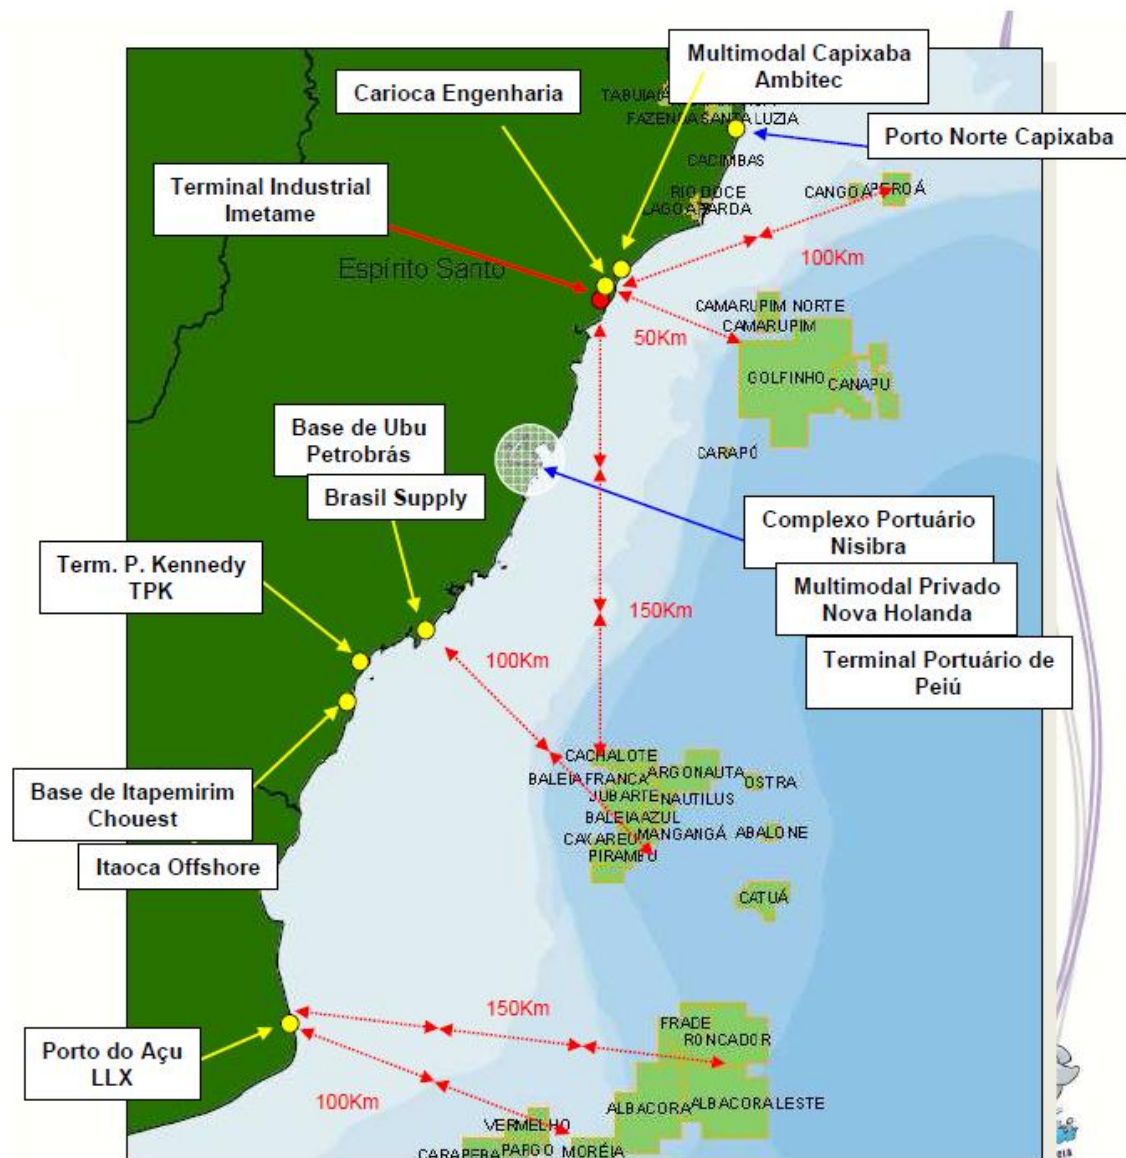 Multimodal Capixaba
Ambitec
Carioca Engenharia
FAZENDA SANTA LUZIA
Porto Norte Capixaba
CACIMBAS
Terminal Industrial
Imetame
RIO DOCE
LAGOA PARDA
CANGOÁ
PEROÁ
Espírito Santo
100Km
CAMARUPIM NORTE
CAMARUPIM
50Km
GOLFINHO
CANAPU
Base de Ubu
Petrobrás
CARAPÓ
Brasil Supply
Complexo Portuário
Nisibra
Term. P. Kennedy
TPK
Multimodal Privado
Nova Holanda
150Km
100Km
Terminal Portuário de
Peiú
CACHALOTE
BALEIA FRANCA
ARGONAUTA
OSTRA
JUBARTE
NAUTILUS
Base de Itapemirim
Chouest
BALEIA AZUL
MANGANGÁ
ABALONE
PIRAMBU
Itaoca Offshore
CATUÁ
150Km
FRADE
RONCADOR
Porto do Açu
LLX
100Km
ALBACORA
ALBACORA LESTE
VERMELHO
CARAPEBA
PARGO
MORÉIA